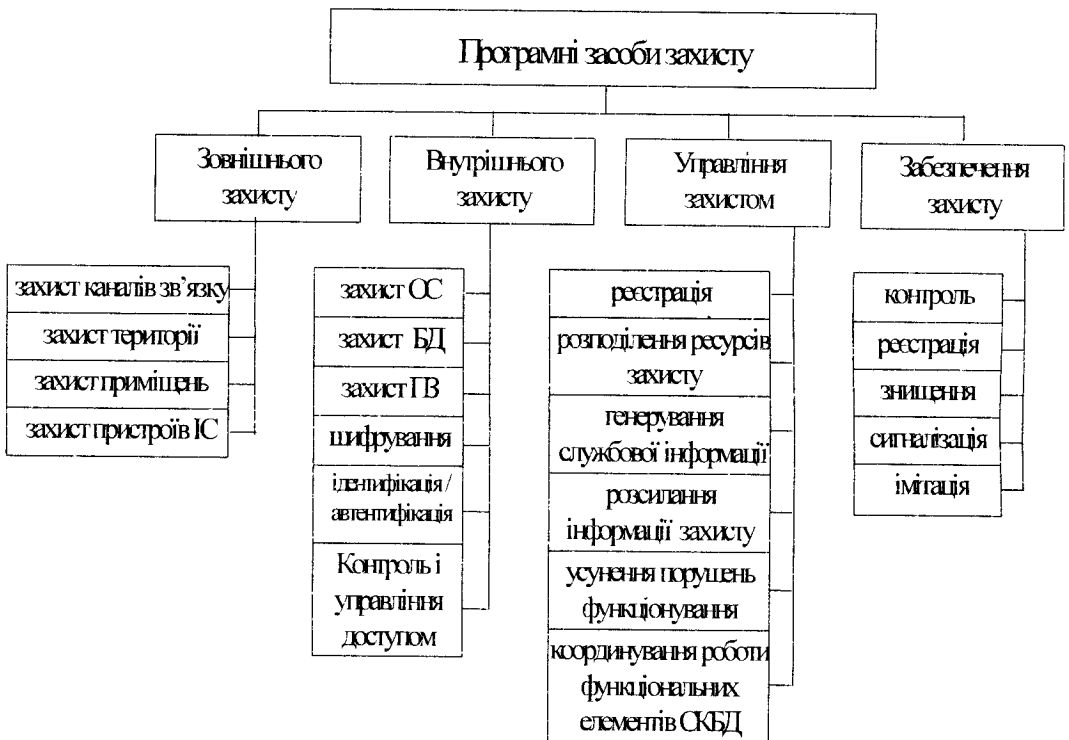 Програмні засоби захисту
Зовнішнього
захисту
Внутрішнього
захисту
Управління
захистом
Забезпечення
захисту
захист каналів зв’язку
захист території
захист приміщень
захист пристроїв ІС
захист ОС
захист БД
захист ПЗ
шифрування
ідентифікація /
автентифікація
Контроль і
управління
доступом
реєстрація
розподілення ресурсів
захисту
генерування
службової інформації
розсилання
інформації захисту
усунення порушень
функціонування
координування роботи
функціональних
елементів СКБД
контроль
реєстрація
знищення
сигналізація
імітація